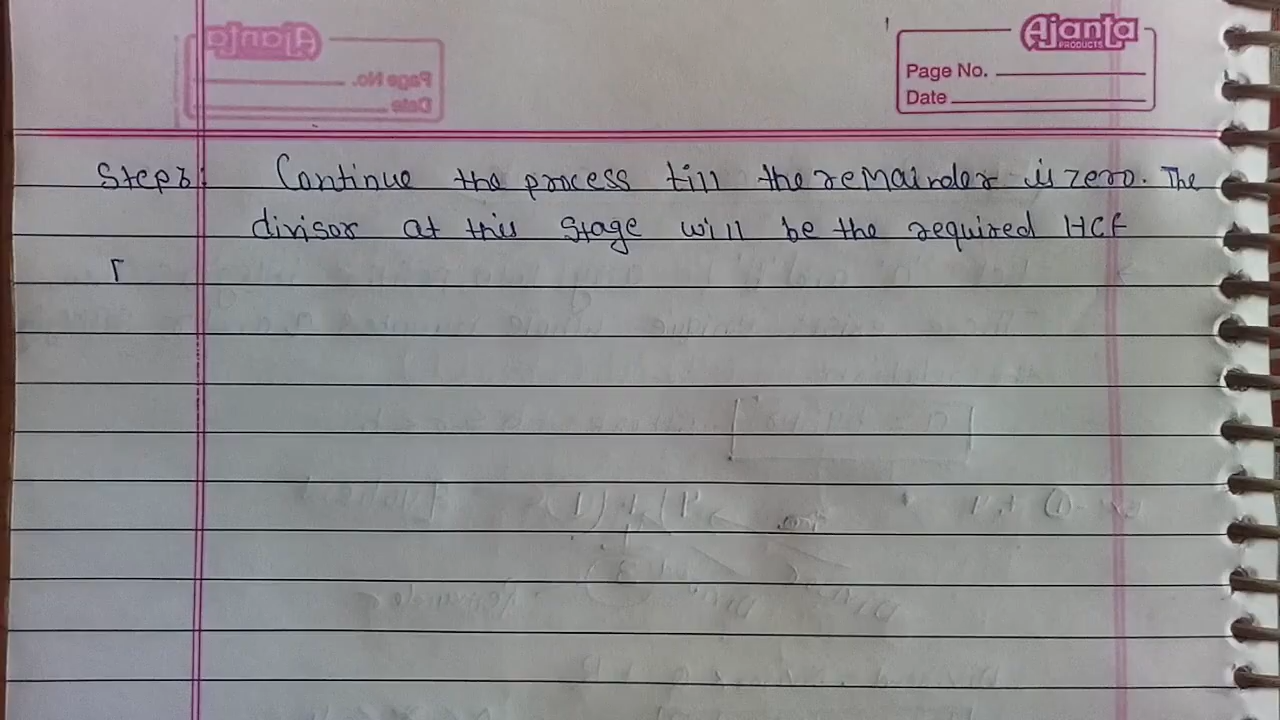 Ajanta
PRODUCTS
Page No.
Date
Step3: Continue the process till the remainder is zero. The
divisor at this stage will be the required HCF